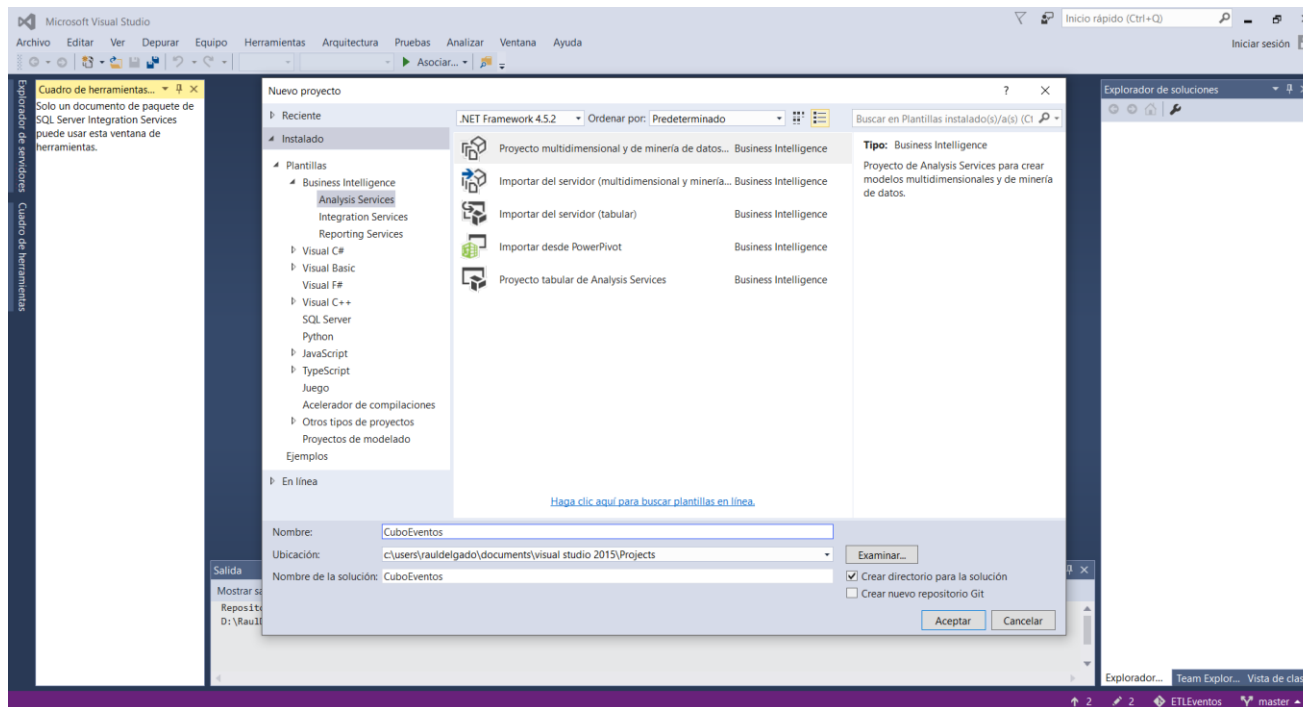 Microsoft Visual Studio
Inicio rápido (Ctrl+Q)
Archivo Editar Ver Depurar Equipo Herramientas Arquitectura Pruebas Analizar Ventana Ayuda
Iniciar sesión
Asociar...
Explorador de servidores
Cuadro de herramientas
Cuadro de herramientas...
Solo un documento de paquete de
SQL Server Integration Services
puede usar esta ventana de
herramientas.
Nuevo proyecto
? 
Reciente
.NET Framework 4.5.2
Ordenar por: Predeterminado
Buscar en Plantillas instalado(s)/a(s) (Ct
Instalado
Plantillas
Business Intelligence
Analysis Services
Integration Services
Reporting Services
Visual C#
Visual Basic
Visual F#
Visual C++
SQL Server
Python
JavaScript
TypeScript
Juego
Acelerador de compilaciones
Otros tipos de proyectos
Proyectos de modelado
Ejemplos
En línea
Proyecto multidimensional y de minería de datos... Business Intelligence
Importar del servidor (multidimensional y minería... Business Intelligence
Importar del servidor (tabular) Business Intelligence
Importar desde PowerPivot Business Intelligence
Proyecto tabular de Analysis Services Business Intelligence
Haga clic aquí para buscar plantillas en línea.
Tipo: Business Intelligence
Proyecto de Analysis Services para crear
modelos multidimensionales y de minería
de datos.
Nombre: CuboEventos
Ubicación: c:\users\rauldelgado\documents\visual studio 2015\Projects
Examinar...
Nombre de la solución: CuboEventos
Crear directorio para la solución
Crear nuevo repositorio Git
Aceptar Cancelar
Salida
Mostrar sa
Reposito
D:\Raul
Explorador de soluciones
Explorador... Team Explor... Vista de clas
2 2 ETLEventos master